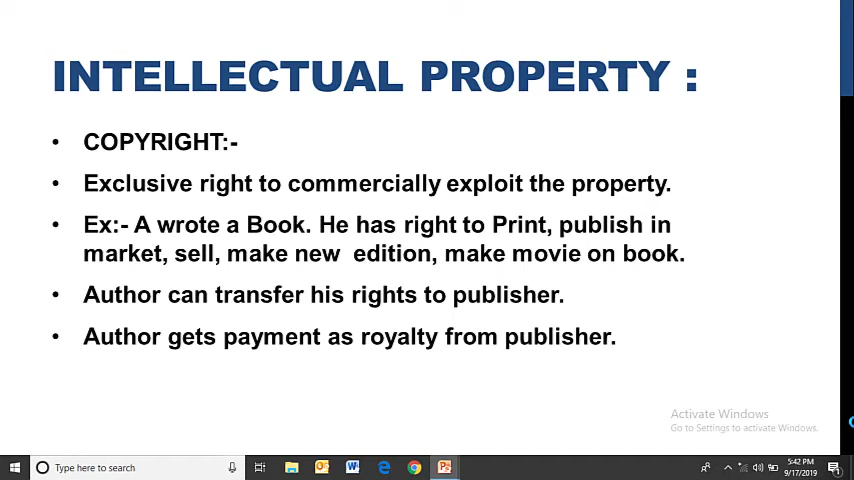 INTELLECTUAL PROPERTY :
• COPYRIGHT:-
• Exclusive right to commercially exploit the property.
• Ex:- A wrote a Book. He has right to Print, publish in
market, sell, make new  edition, make movie on book.
• Author can transfer his rights to publisher.
• Author gets payment as royalty from publisher.
Activate Windows
Go to Settings to activate Windows.
Type here to search
5:42 PM
9/17/2019